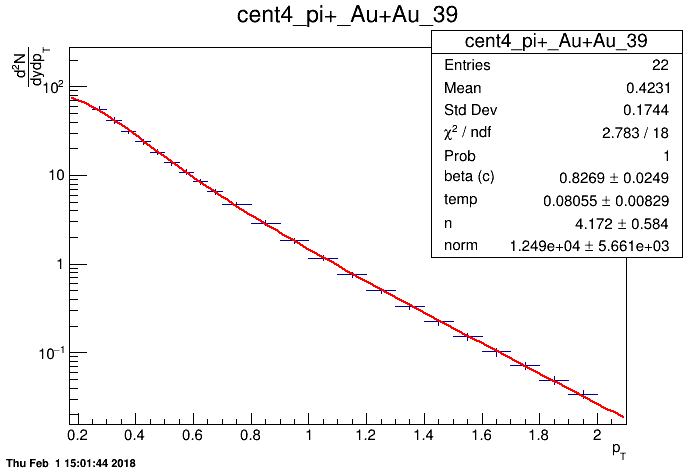 cent4_pi+_Au+Au_39
cent4_pi+_Au+Au_39
Entries 22
Mean 0.4231
Std Dev 0.1744
χ² / ndf 2.783 / 18
Prob 1
beta (c) 0.8269 ± 0.0249
temp 0.08055 ± 0.00829
n 4.172 ± 0.584
norm 1.249e+04 ± 5.661e+03
d²N
dydp_T
10²
10
1
10⁻¹
0.2 0.4 0.6 0.8 1 1.2 1.4 1.6 1.8 2
p_T
Thu Feb 1 15:01:44 2018